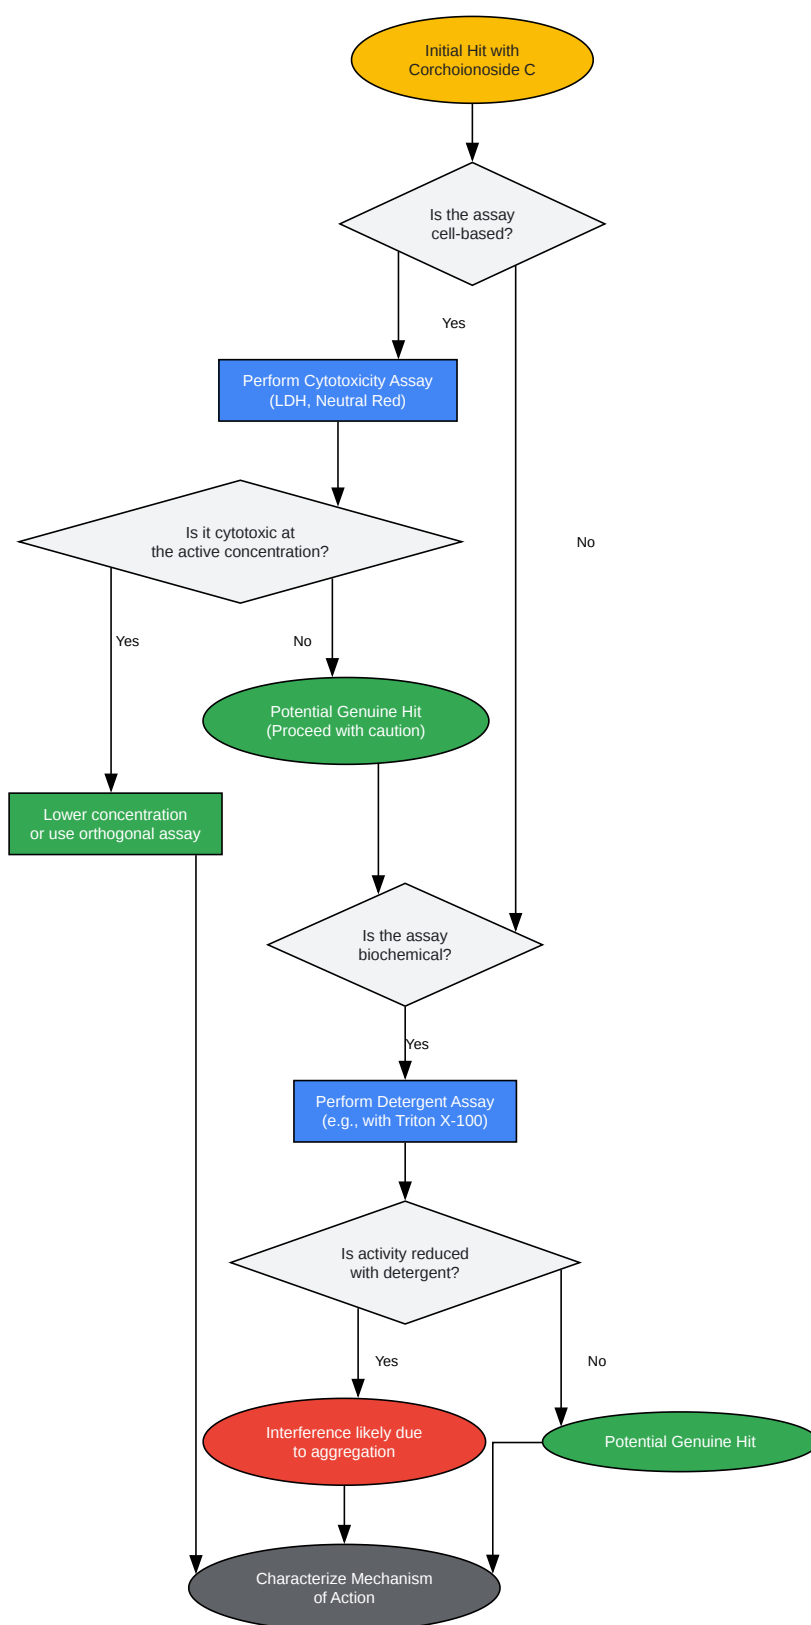 Initial Hit with
Corchoionoside C
Is the assay
cell-based?
Yes
Perform Cytotoxicity Assay
(LDH, Neutral Red)
Is it cytotoxic at
the active concentration?
No
Yes
No
Potential Genuine Hit
(Proceed with caution)
Lower concentration
or use orthogonal assay
Is the assay
biochemical?
Yes
Perform Detergent Assay
(e.g., with Triton X-100)
Is activity reduced
with detergent?
Yes
No
Interference likely due
to aggregation
Potential Genuine Hit
Characterize Mechanism
of Action